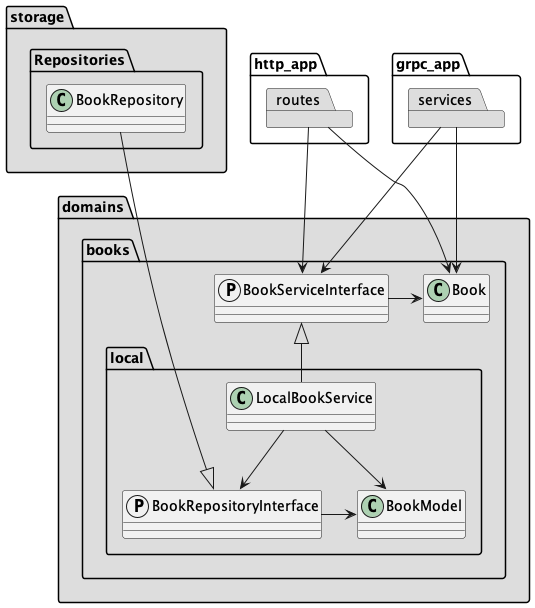 storage
Repositories
C BookRepository
http_app
routes
grpc_app
services
domains
books
P BookServiceInterface
C Book
local
C LocalBookService
P BookRepositoryInterface
C BookModel